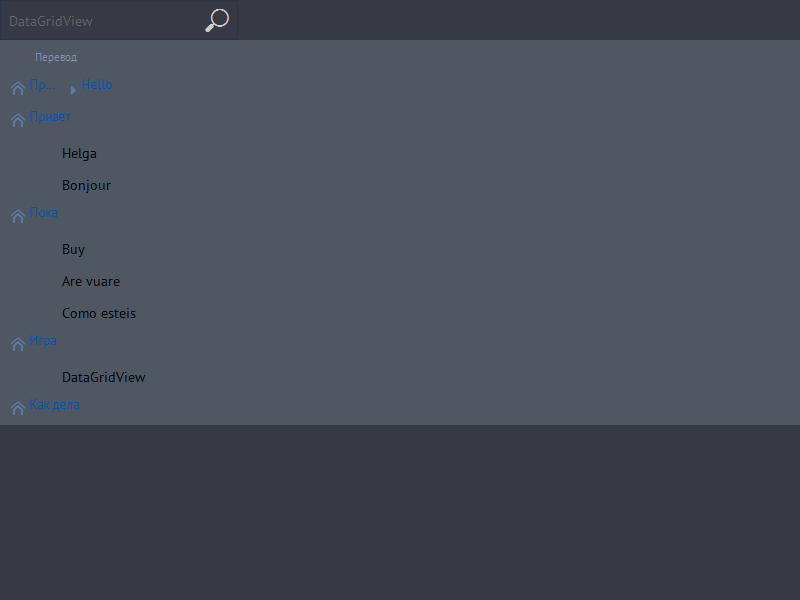 DataGridView
Перевод
Пр... Hello
Привет
Helga
Bonjour
Пока
Buy
Are vuare
Como esteis
Игра
DataGridView
Как дела